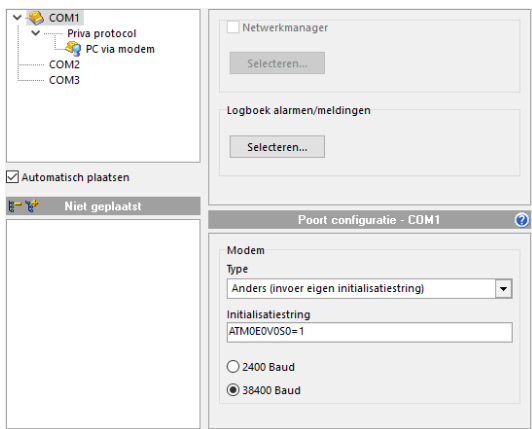 COM1
Priva protocol
PC via modem
COM2
COM3
Automatisch plaatsen
Niet geplaatst
Netwerkmanager
Selecteren...
Logboek alarmen/meldingen
Selecteren...
Poort configuratie - COM1
Modem
Type
Anders (invoer eigen initialisatiestring)
Initialisatiestring
ATM0E0V0S0=1
2400 Baud
38400 Baud